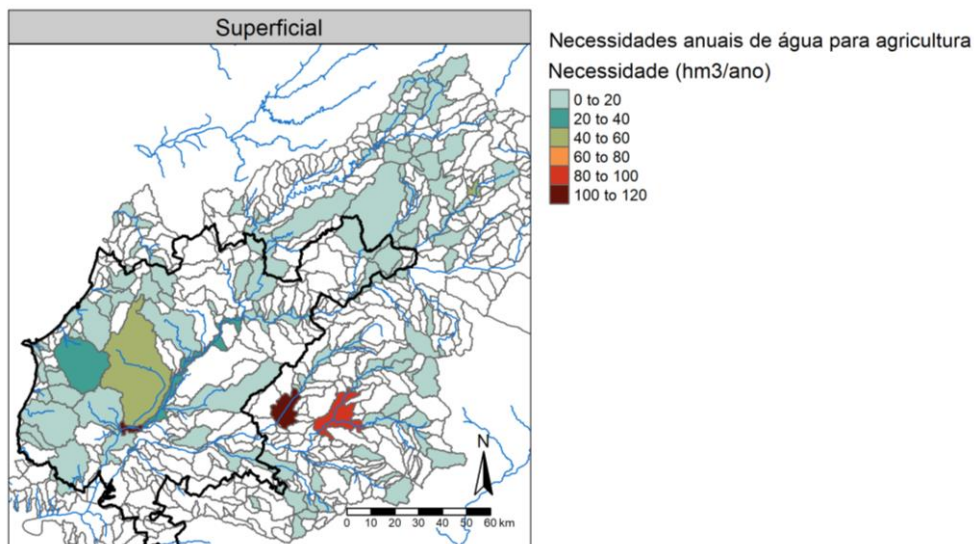 Superficial
Necessidades anuais de água para agricultura
Necessidade (hm3/ano)
0 to 20
20 to 40
40 to 60
60 to 80
80 to 100
100 to 120
N
0 10 20 30 40 50 60 km